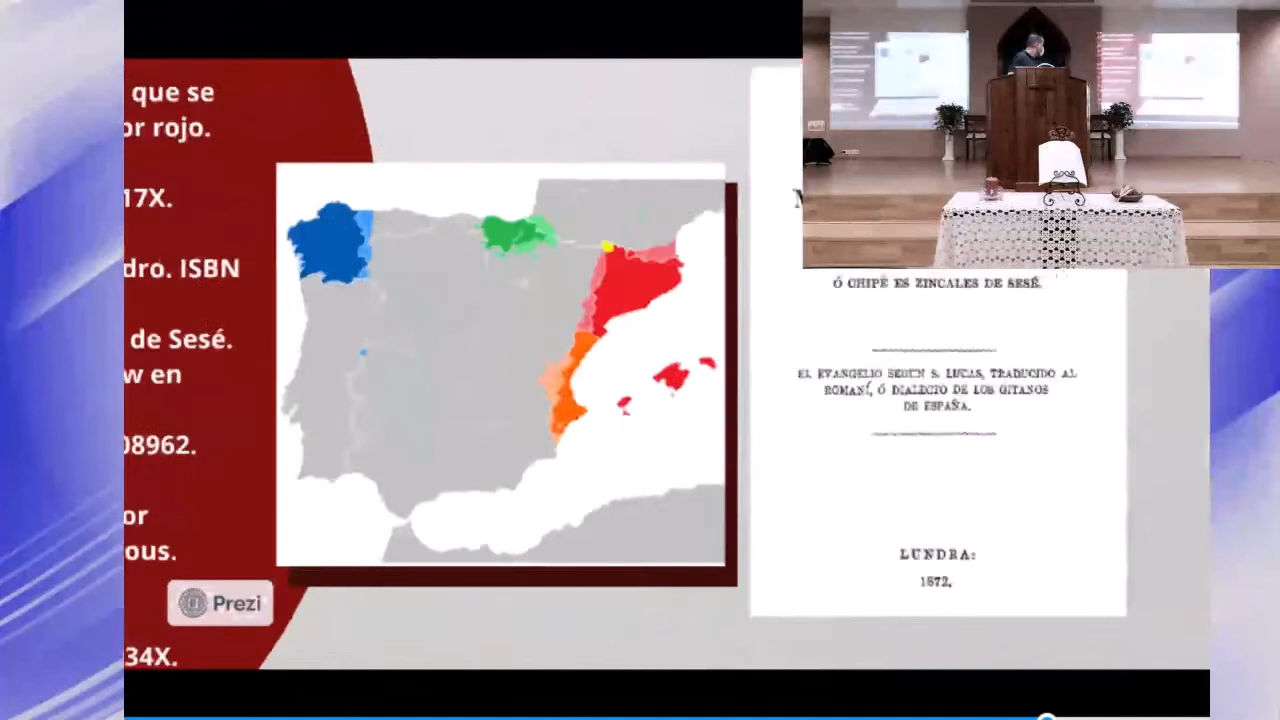 que se
or rojo.
17X.
dro. ISBN
de Sesé.
w en
08962.
or
ous.
34X.
Prezi
Ó CHIPÉ ES ZINCALES DE SESÉ.
EL EVANGELIO SEGUN S. LUCAS, TRADUCIDO AL
ROMANÍ, Ó DIALECTO DE LOS GITANOS
DE ESPAÑA.
LUNDRA:
1872.